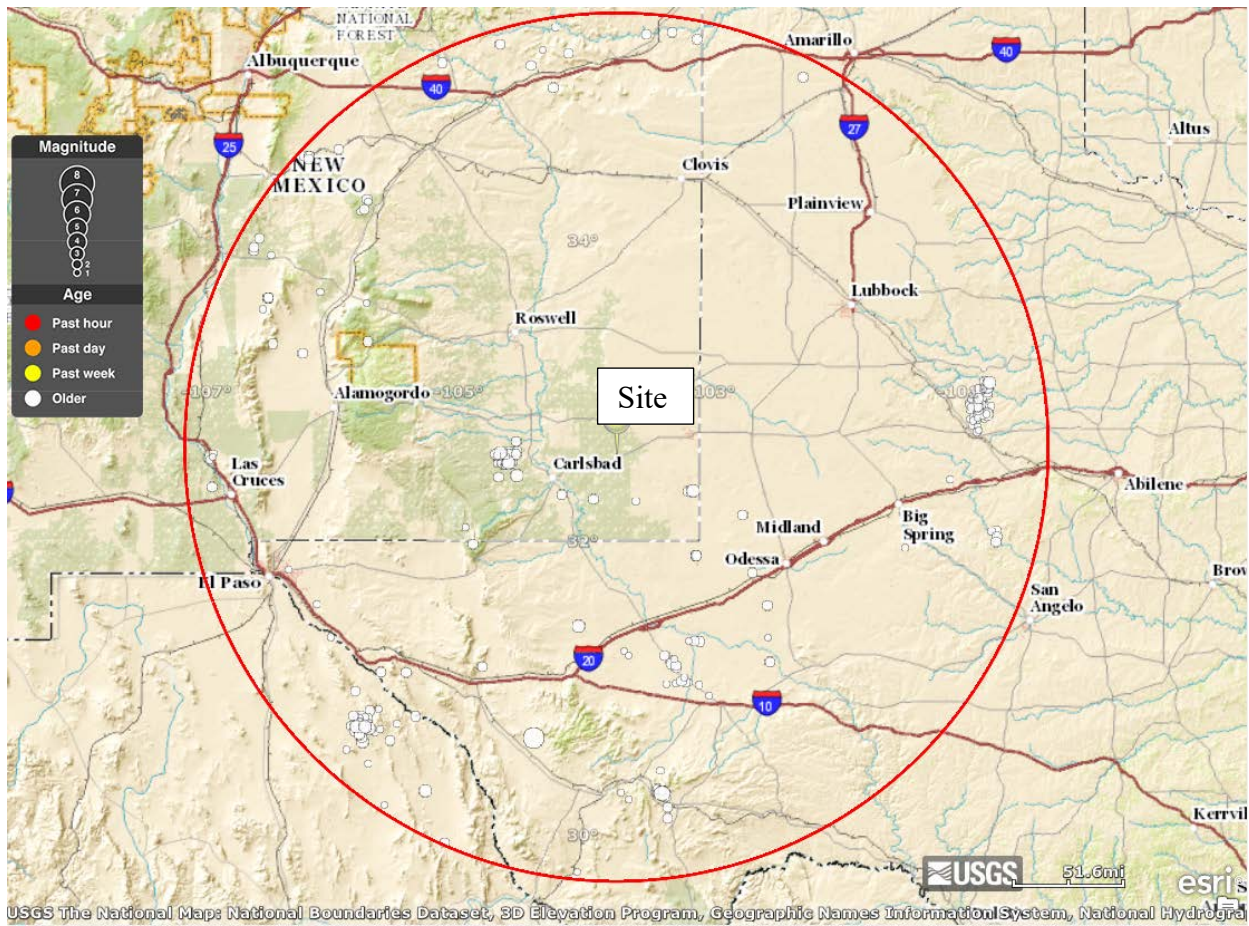 NATIONAL
FOREST
Amarillo
40
Albuquerque
40
27
Altus
25
Magnitude
8
7
6
5
4
3
2
1
NEW
MEXICO
Clovis
Plainview
34°
Age
Past hour
Past day
Past week
Older
Lubbock
Roswell
Site
-107°
Alamogordo
-105°
-103°
Las
Cruces
Carlsbad
Abilene
Big
Spring
Midland
32°
Odessa
El Paso
San
Angelo
20
10
30°
USGS
51.6mi
esri
USGS The National Map: National Boundaries Dataset, 3D Elevation Program, Geographic Names Information System, National